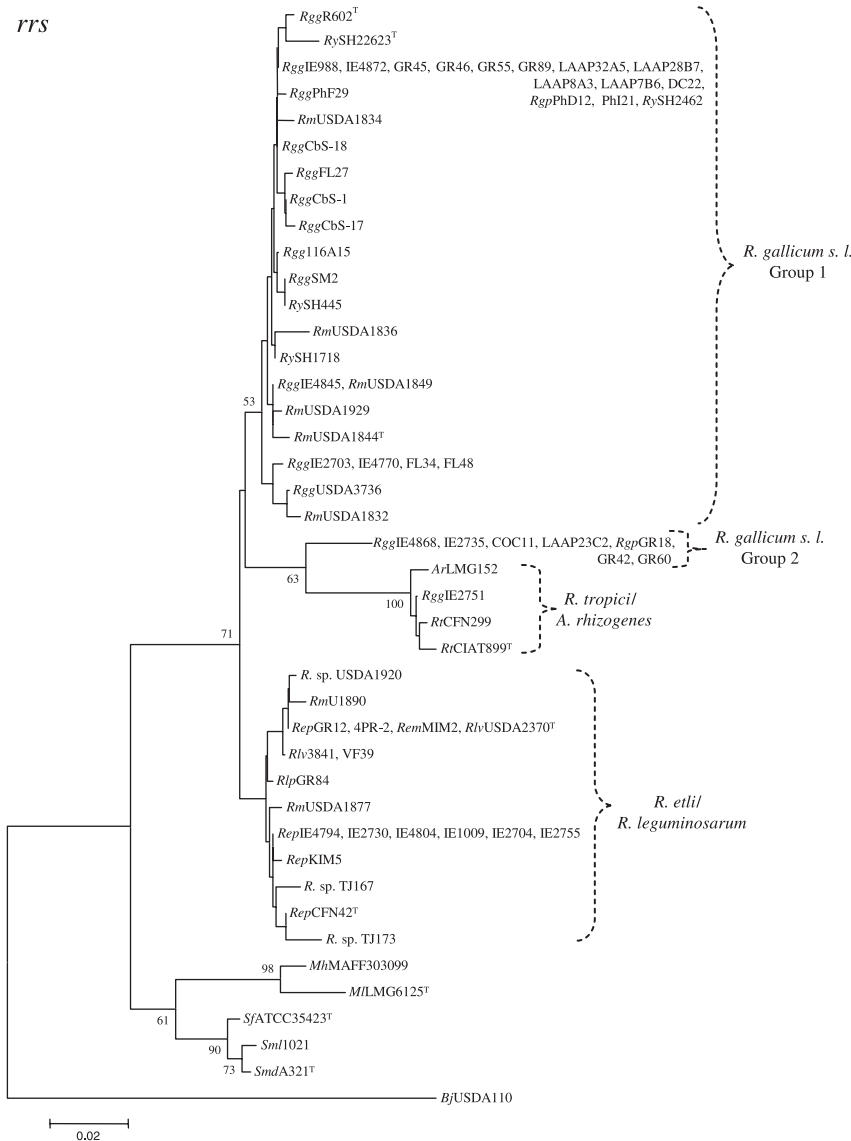 rrs
RggR602ᵀ
RySH22623ᵀ
RggIE988, IE4872, GR45, GR46, GR55, GR89, LAAP32A5, LAAP28B7,
LAAP8A3, LAAP7B6, DC22,
RgpPhD12, PhI21, RySH2462
RggPhF29
RmUSDA1834
RggCbS-18
RggFL27
RggCbS-1
RggCbS-17
Rgg116A15
RggSM2
RySH445
RmUSDA1836
RySH1718
RggIE4845, RmUSDA1849
RmUSDA1929
RmUSDA1844ᵀ
RggIE2703, IE4770, FL34, FL48
RggUSDA3736
RmUSDA1832
R. gallicum s. l.
Group 1
53
RggIE4868, IE2735, COC11, LAAP23C2, RgpGR18,
GR42, GR60
R. gallicum s. l.
Group 2
63
ArLMG152
RggIE2751
RtCFN299
RtCIAT899ᵀ
100
R. tropici/
A. rhizogenes
71
R. sp. USDA1920
RmU1890
RepGR12, 4PR-2, RemMIM2, RlvUSDA2370ᵀ
Rlv3841, VF39
RlpGR84
RmUSDA1877
RepIE4794, IE2730, IE4804, IE1009, IE2704, IE2755
RepKIM5
R. sp. TJ167
RepCFN42ᵀ
R. sp. TJ173
R. etli/
R. leguminosarum
98
MhMAFF303099
MlLMG6125ᵀ
61
SfATCC35423ᵀ
90
Sml1021
73
SmdA321ᵀ
BjUSDA110
0.02